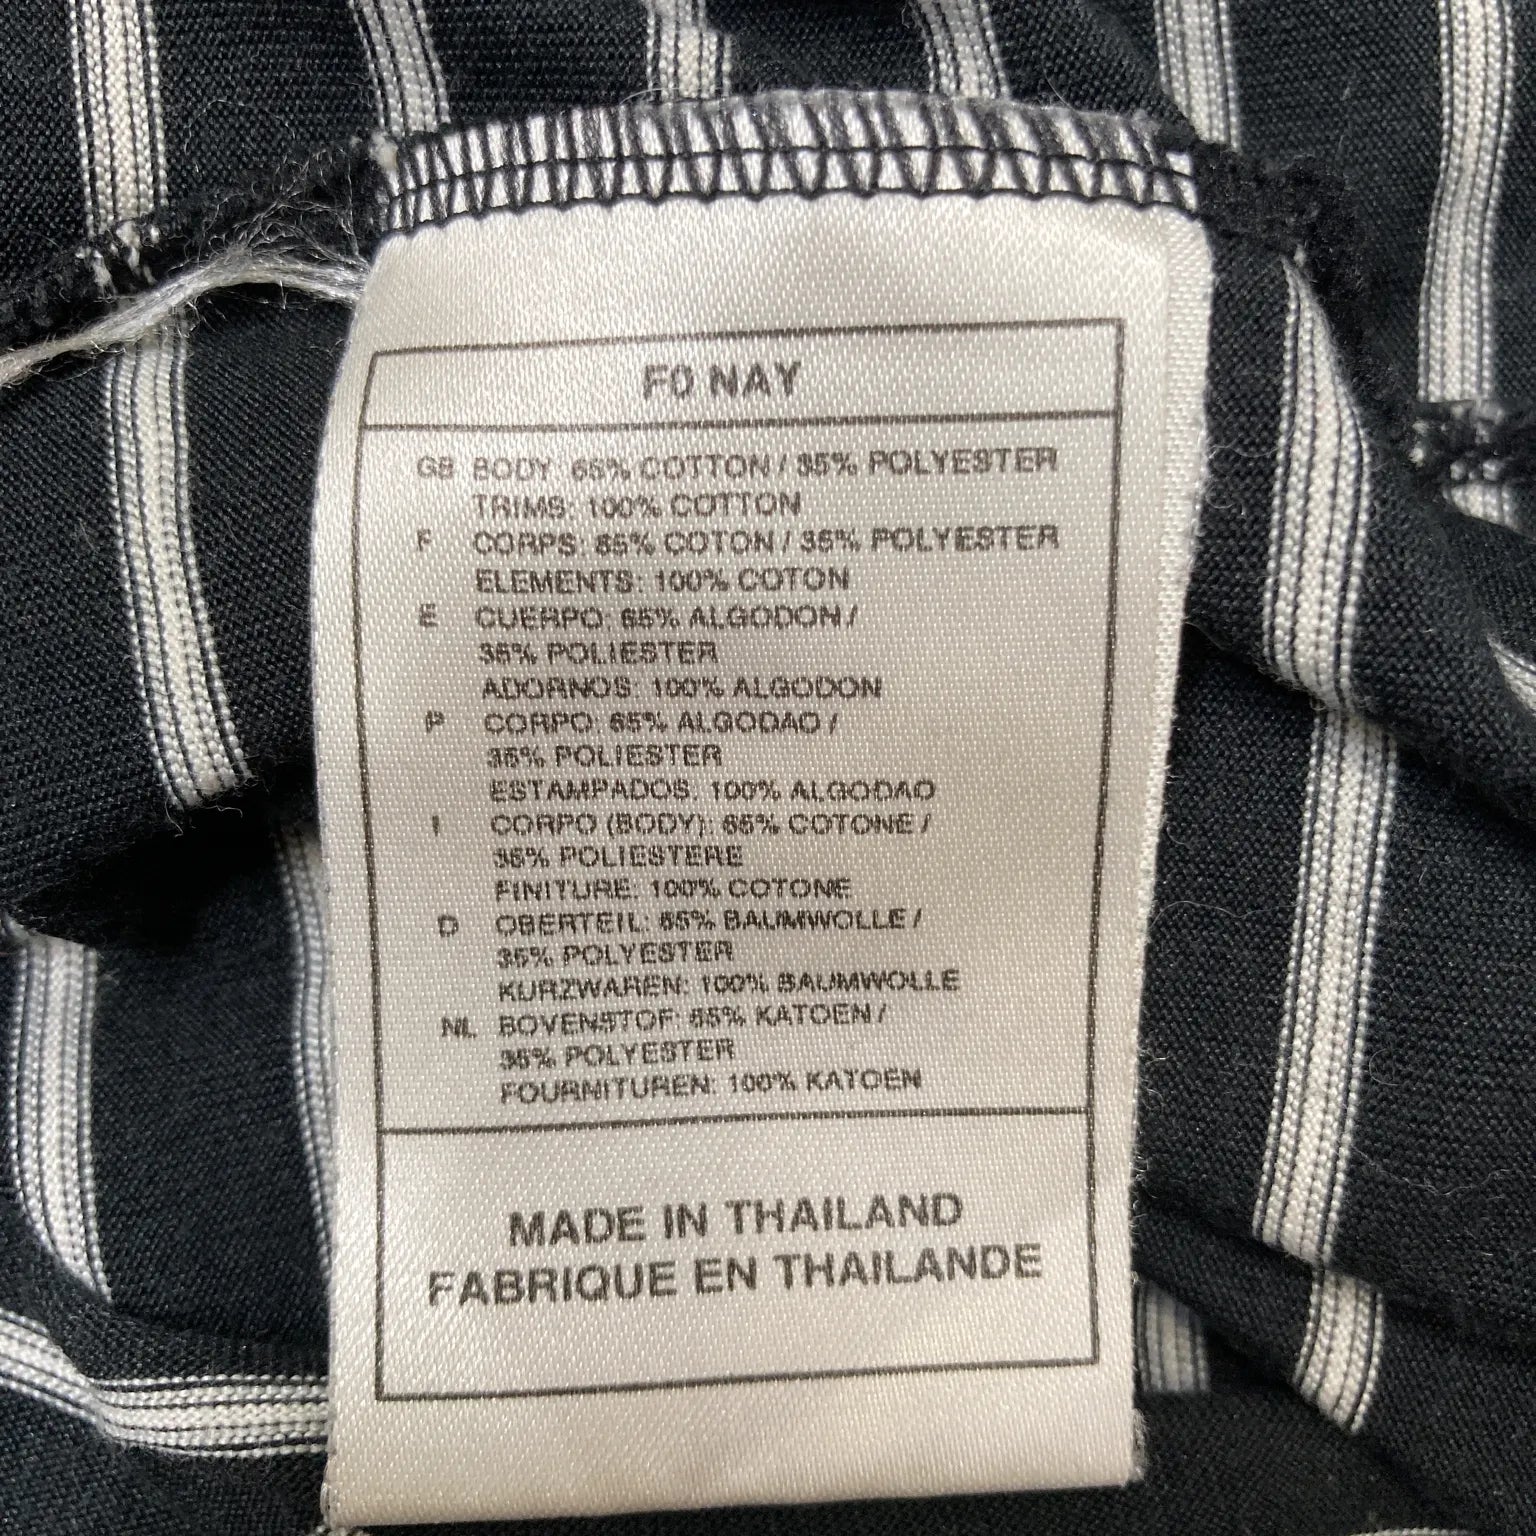 F0 NAY
GB BODY: 65% COTTON / 35% POLYESTER
TRIMS: 100% COTTON
F CORPS: 65% COTON / 35% POLYESTER
ELEMENTS: 100% COTON
E CUERPO: 65% ALGODON /
35% POLIESTER
ADORNOS: 100% ALGODON
P CORPO: 65% ALGODAO /
35% POLIESTER
ESTAMPADOS: 100% ALGODAO
I CORPO (BODY): 65% COTONE /
35% POLIESTERE
FINITURE: 100% COTONE
D OBERTEIL: 65% BAUMWOLLE /
35% POLYESTER
KURZWAREN: 100% BAUMWOLLE
NL BOVENSTOF: 65% KATOEN /
35% POLYESTER
FOURNITUREN: 100% KATOEN
MADE IN THAILAND
FABRIQUE EN THAILANDE